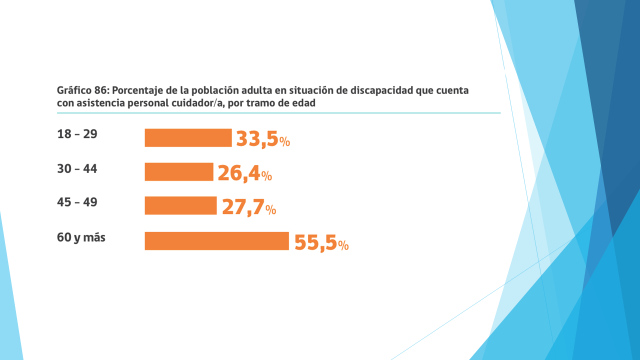 Gráfico 86: Porcentaje de la población adulta en situación de discapacidad que cuenta
con asistencia personal cuidador/a, por tramo de edad
18 – 29 33,5%
30 – 44 26,4%
45 – 49 27,7%
60 y más 55,5%